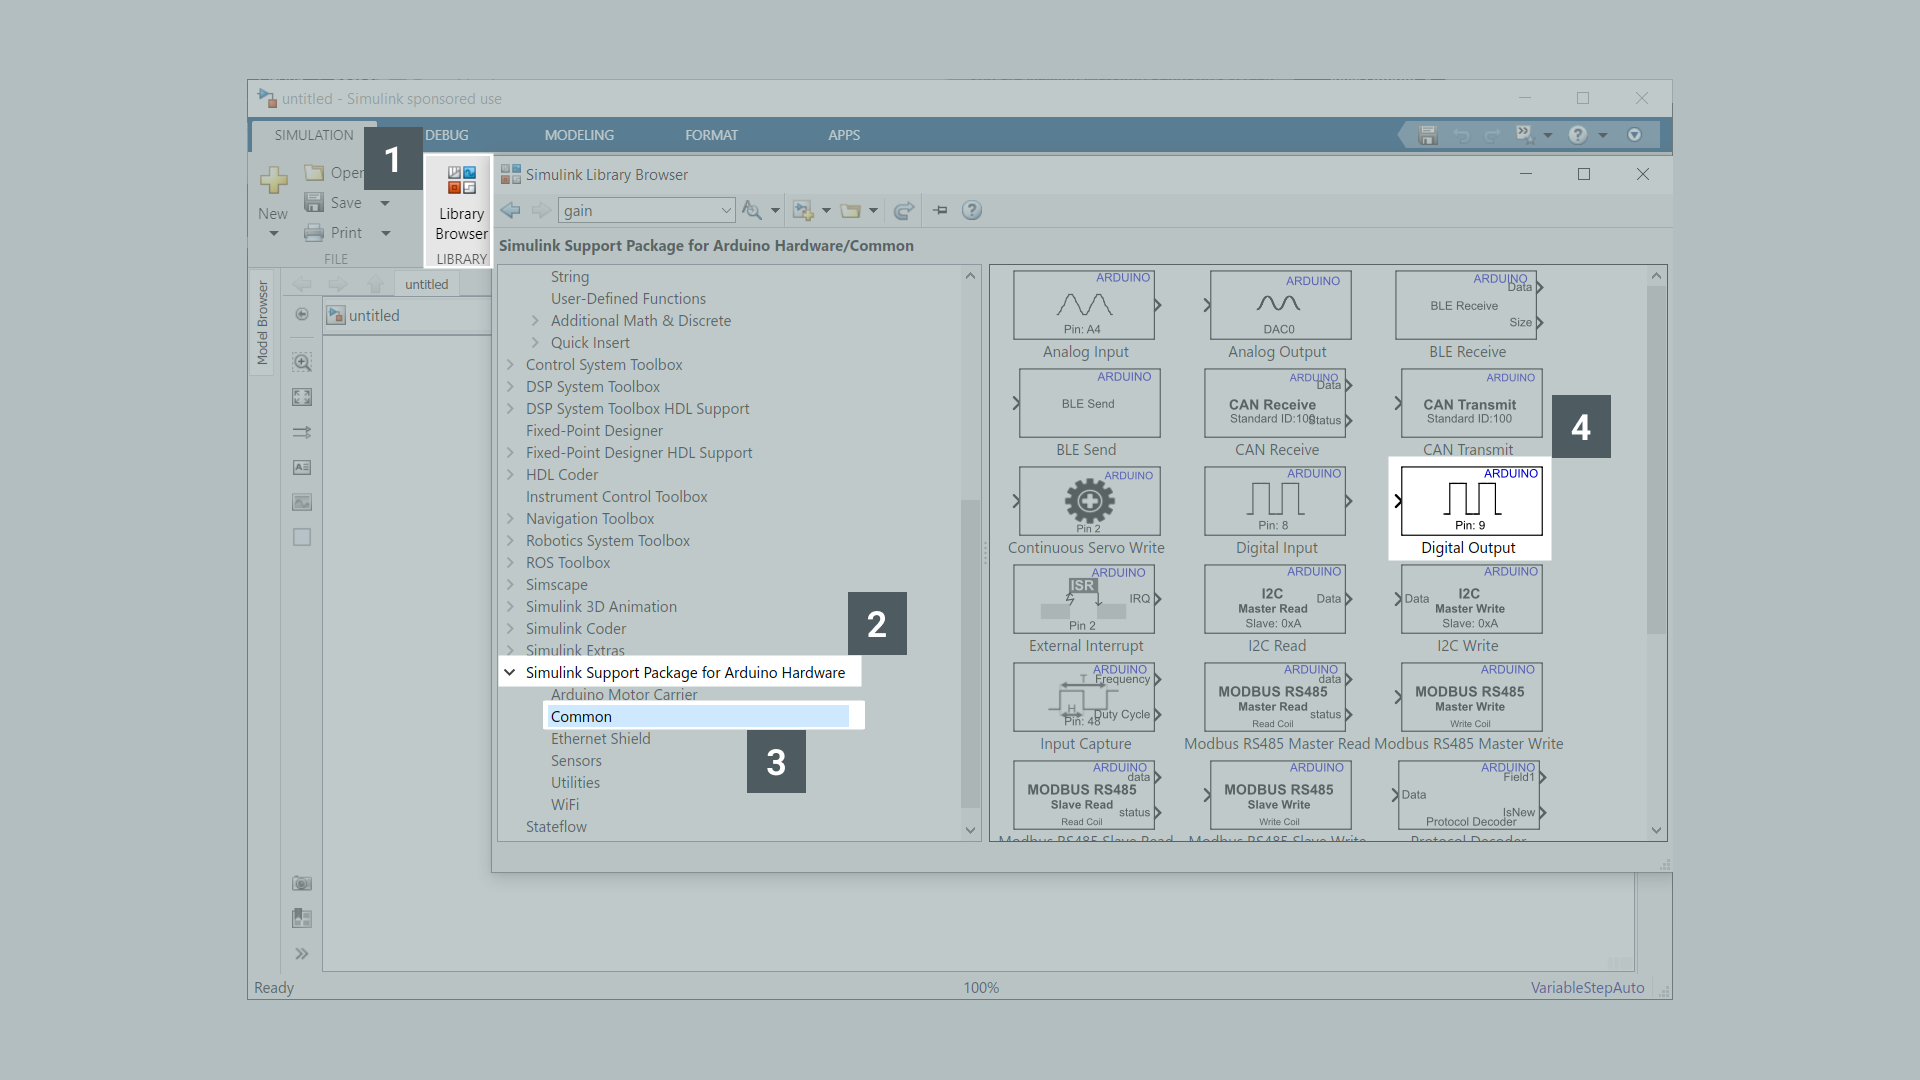 untitled - Simulink sponsored use
SIMULATION
DEBUG
MODELING
FORMAT
APPS
1
New
Save
Print
FILE
Library
Browser
LIBRARY
Simulink Library Browser
gain
Simulink Support Package for Arduino Hardware/Common
Model Browser
untitled
untitled
String
User-Defined Functions
Additional Math & Discrete
Quick Insert
Control System Toolbox
DSP System Toolbox
DSP System Toolbox HDL Support
Fixed-Point Designer
Fixed-Point Designer HDL Support
HDL Coder
Instrument Control Toolbox
Navigation Toolbox
Robotics System Toolbox
ROS Toolbox
Simscape
Simulink 3D Animation
Simulink Coder
Simulink Extras
2
Simulink Support Package for Arduino Hardware
Arduino Motor Carrier
Common
Ethernet Shield
3
Sensors
Utilities
WiFi
Stateflow
ARDUINO
Pin: A4
Analog Input
ARDUINO
DAC0
Analog Output
ARDUINO
Data
BLE Receive
Size
BLE Receive
ARDUINO
BLE Send
BLE Send
ARDUINO
Data
CAN Receive
Standard ID:100
Status
CAN Receive
ARDUINO
CAN Transmit
Standard ID:100
CAN Transmit
4
ARDUINO
Pin 2
Continuous Servo Write
ARDUINO
Pin: 8
Digital Input
ARDUINO
Pin: 9
Digital Output
ARDUINO
ISR
IRQ
Pin 2
External Interrupt
ARDUINO
I2C
Master Read
Data
Slave: 0xA
I2C Read
ARDUINO
Data
I2C
Master Write
Slave: 0xA
I2C Write
ARDUINO
T
Frequency
H
Duty Cycle
Pin: 48
Input Capture
ARDUINO
data
MODBUS RS485
Master Read
status
Read Coil
Modbus RS485 Master Read
ARDUINO
MODBUS RS485
Master Write
Write Coil
Modbus RS485 Master Write
ARDUINO
data
MODBUS RS485
Slave Read
status
Read Coil
Modbus RS485 Slave Read
ARDUINO
MODBUS RS485
Slave Write
Write Coil
Modbus RS485 Slave Write
ARDUINO
Field1
Data
IsNew
Protocol Decoder
Protocol Decoder
Ready
100%
VariableStepAuto